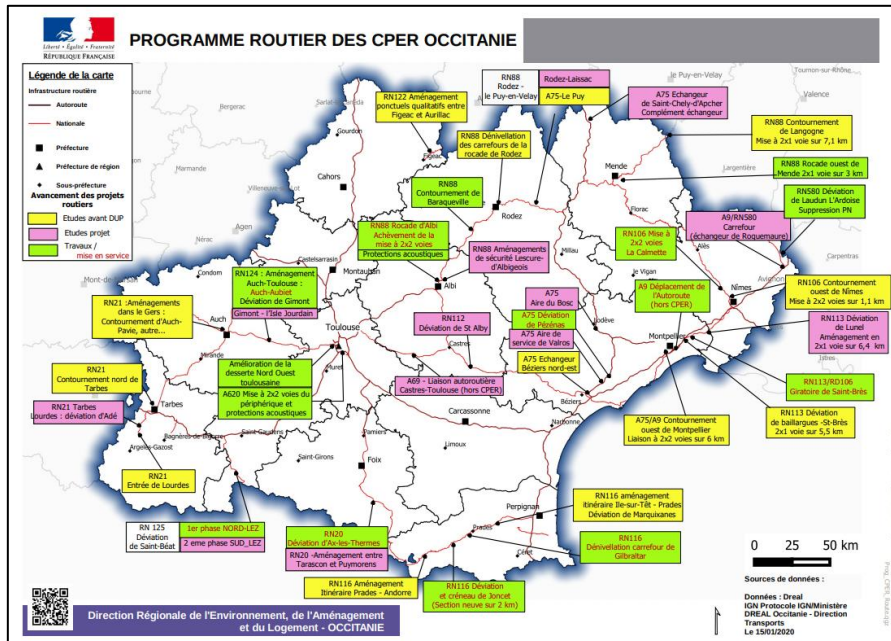 PROGRAMME ROUTIER DES CPER OCCITANIE
Liberté • Égalité • Fraternité
RÉPUBLIQUE FRANÇAISE
Légende de la carte
Infrastructure routière
Autoroute
Nationale
Préfecture
Préfecture de région
Sous-préfecture
Avancement des projets
routiers
Etudes avant DUP
Etudes projet
Travaux /
mise en service
RN122 Aménagement
ponctuels qualitatifs entre
Figeac et Aurillac
RN88
Rodez -
le Puy-en-Velay
Rodez-Laissac
A75-Le Puy
A75 Echangeur
de Saint-Chely-d'Apcher
Complément échangeur
RN88 Contournement
de Langogne
Mise à 2x1 voie sur 7,1 km
RN88 Dénivellation
des carrefours de la
rocade de Rodez
RN88 Rocade ouest de
Mende 2x1 voie sur 3 km
RN88
Contournement de
Baraqueville
RN580 Déviation
de Laudun L'Ardoise
Suppression PN
A9/RN580
Carrefour
(échangeur de Roquemaure)
RN88 Rocade d'Albi
Achèvement de la
mise à 2x2 voies
Protections acoustiques
RN88 Aménagements
de sécurité Lescure-
d'Albigeois
RN106 Mise à
2x2 voies
La Calmette
RN124 : Aménagement
Auch-Toulouse :
Auch-Aubiet
Déviation de Gimont
Gimont - l'Isle Jourdain
RN21 :Aménagements
dans le Gers :
Contournement d'Auch-
Pavie, autre...
A9 Déplacement de
l'Autoroute
(hors CPER)
RN106 Contournement
ouest de Nîmes
Mise à 2x2 voies sur 1,1 km
A75
Aire du Bosc
A75 Déviation de
Pézénas
A75 Aire de
service de Valros
RN112
Déviation de St Alby
RN113 Déviation
de Lunel
Aménagement en
2x1 voie sur 6,4 km
A75 Echangeur
Béziers nord-est
RN21
Contournement nord de
Tarbes
Amélioration de la
desserte Nord Ouest
toulousaine
A620 Mise à 2x2 voies du
périphérique et
protections acoustiques
A69 - Liaison autoroutière
Castres-Toulouse (hors CPER)
RN113/RD106
Giratoire de Saint-Brès
RN21 Tarbes
Lourdes : déviation d'Adé
A75/A9 Contournement
ouest de Montpellier
Liaison à 2x2 voies sur 6 km
RN113 Déviation
de baillargues -St-Brès
2x1 voie sur 5,5 km
RN21
Entrée de Lourdes
RN 125
Déviation
de Saint-Béat
1er phase NORD-LEZ
2 eme phase SUD_LEZ
RN20
Déviation d'Ax-les-Thermes
RN20 -Aménagement entre
Tarascon et Puymorens
RN116 aménagement
itinéraire Ile-sur-Têt - Prades
Déviation de Marquixanes
RN116
Dénivellation carrefour de
Gilbraltar
RN116 Aménagement
Itinéraire Prades - Andorre
RN116 Déviation
et créneau de Joncet
(Section neuve sur 2 km)
Gourdon
Figeac
Cahors
Rodez
Mende
Florac
Millau
Alès
le Vigan
Nîmes
Avignon
Carpentras
Largentière
Valence
Tournon-sur-Rhône
le Puy-en-Velay
Bergerac
Marmande
Agen
Nérac
Mont-de-Marsan
Condom
Castelsarrasin
Montauban
Albi
Auch
Mirande
Toulouse
Muret
Castres
Lodève
Montpellier
Béziers
Narbonne
Carcassonne
Limoux
Tarbes
Bagnères-de-Bigorre
Argelès-Gazost
Saint-Gaudens
Saint-Girons
Pamiers
Foix
Perpignan
Prades
Céret
0 25 50 km
Sources de données :
Données : Dreal
IGN Protocole IGN/Ministère
DREAL Occitanie - Direction
Transports
Le 15/01/2020
Direction Régionale de l'Environnement, de l'Aménagement
et du Logement - OCCITANIE